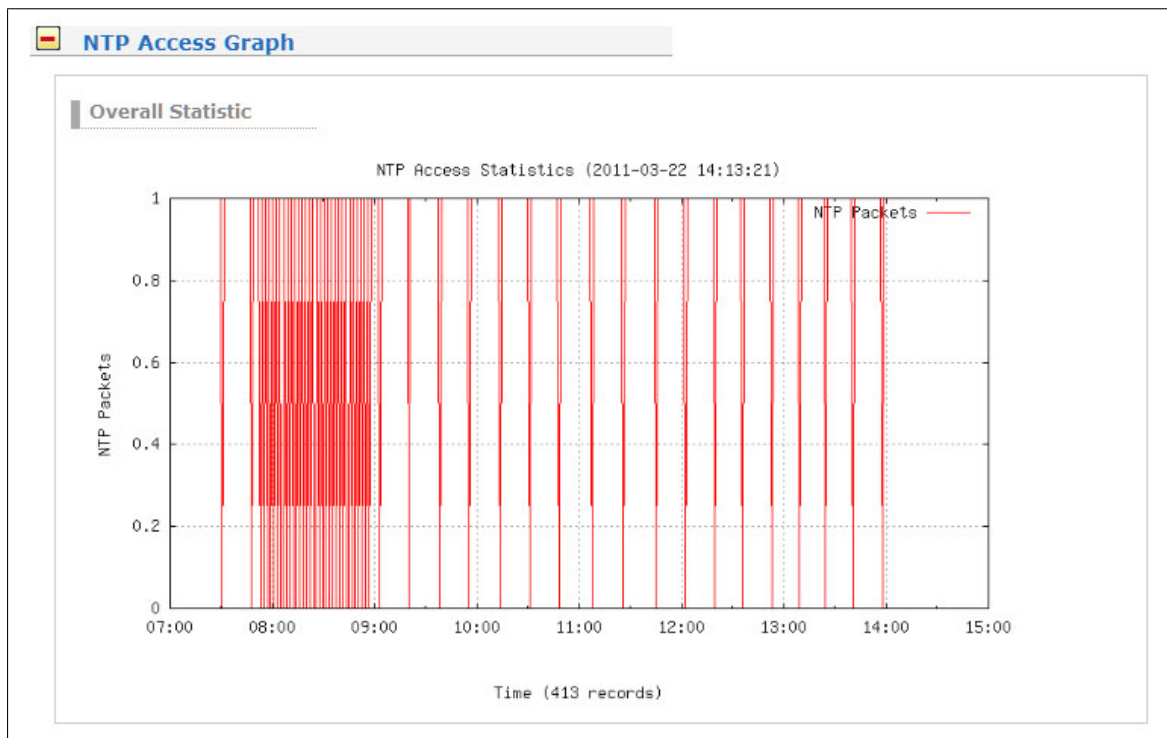 NTP Access Graph
Overall Statistic
NTP Access Statistics (2011-03-22 14:13:21)
NTP Packets
1
0.8
0.6
0.4
0.2
0
NTP Packets
07:00 08:00 09:00 10:00 11:00 12:00 13:00 14:00 15:00
Time (413 records)